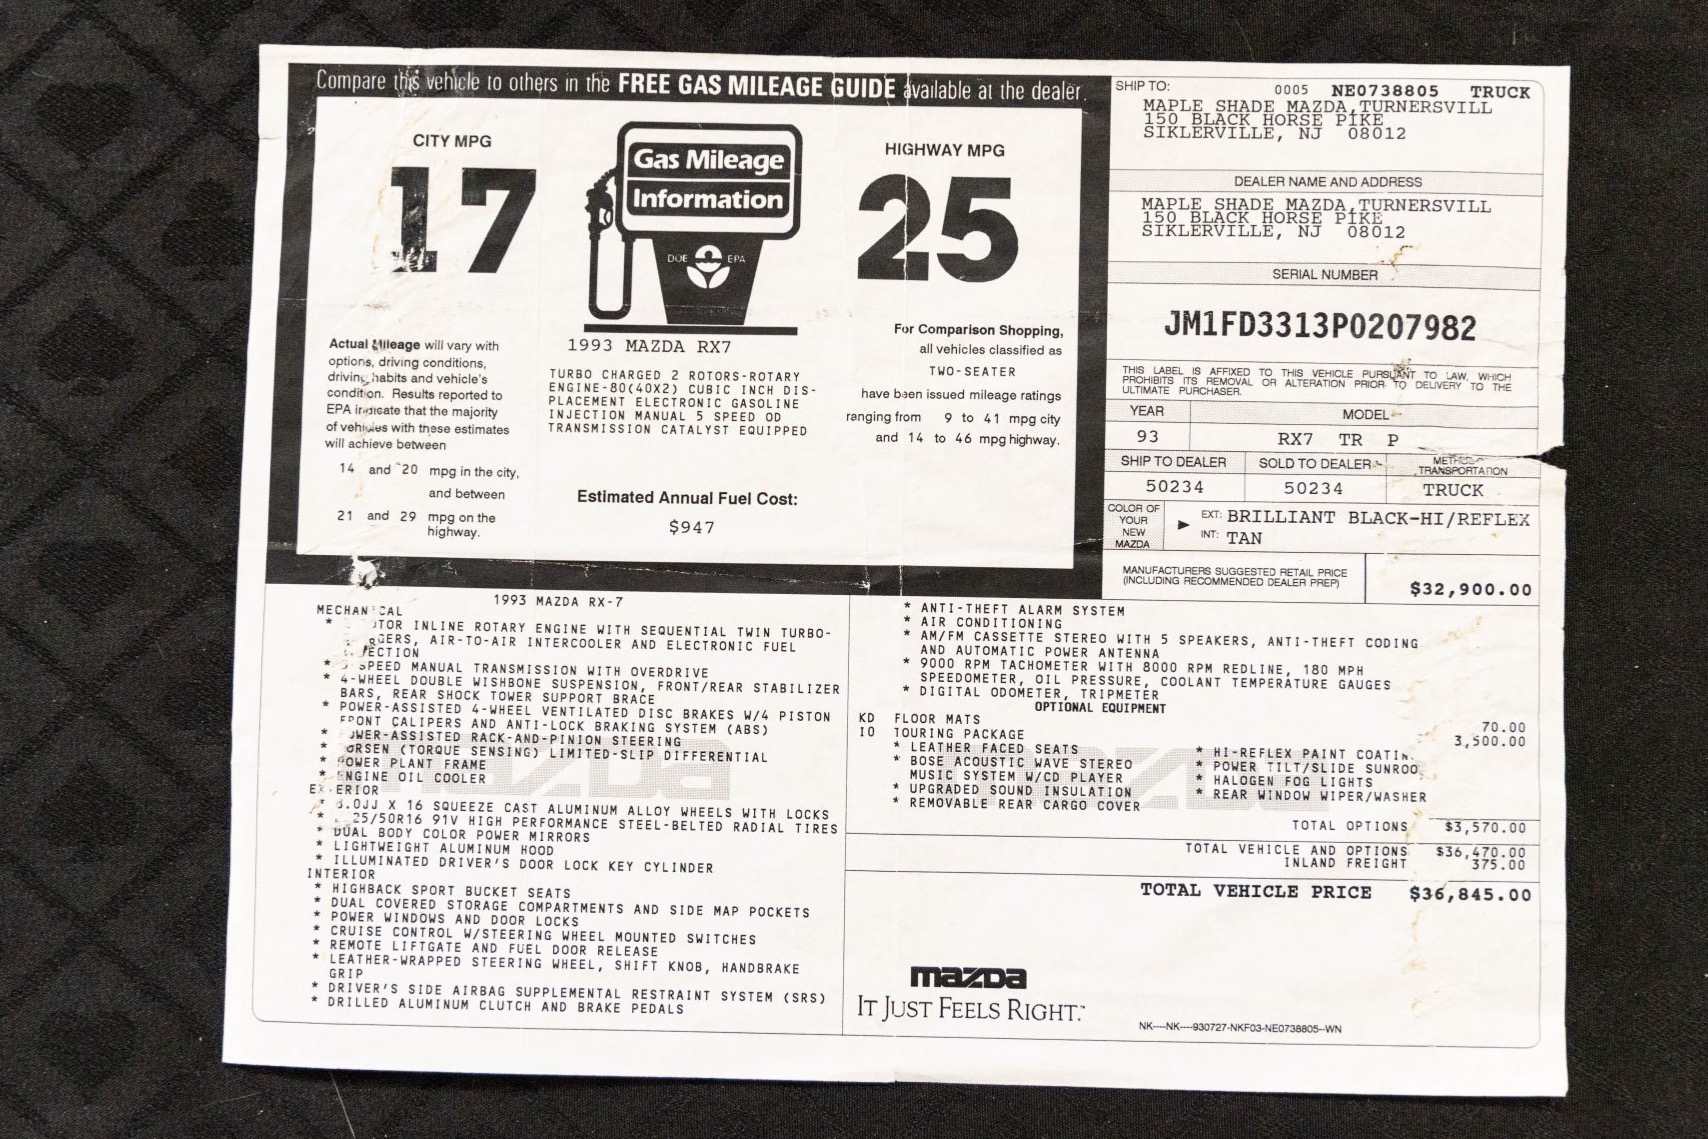 Compare this vehicle to others in the FREE GAS MILEAGE GUIDE available at the dealer.
CITY MPG
17
Gas Mileage
Information
DOE EPA
HIGHWAY MPG
25
Actual Mileage will vary with
options, driving conditions,
driving habits and vehicle's
condition. Results reported to
EPA indicate that the majority
of vehicles with these estimates
will achieve between
14 and 20 mpg in the city,
and between
21 and 29 mpg on the
highway.
1993 MAZDA RX7
TURBO CHARGED 2 ROTORS-ROTARY
ENGINE-80(40X2) CUBIC INCH DIS-
PLACEMENT ELECTRONIC GASOLINE
INJECTION MANUAL 5 SPEED OD
TRANSMISSION CATALYST EQUIPPED
Estimated Annual Fuel Cost:
$947
For Comparison Shopping,
all vehicles classified as
TWO-SEATER
have been issued mileage ratings
ranging from 9 to 41 mpg city
and 14 to 46 mpg highway.
SHIP TO: 0005 NE0738805 TRUCK
MAPLE SHADE MAZDA,TURNERSVILL
150 BLACK HORSE PIKE
SIKLERVILLE, NJ 08012
DEALER NAME AND ADDRESS
MAPLE SHADE MAZDA,TURNERSVILL
150 BLACK HORSE PIKE
SIKLERVILLE, NJ 08012
SERIAL NUMBER
JM1FD3313P0207982
THIS LABEL IS AFFIXED TO THIS VEHICLE PURSUANT TO LAW, WHICH
PROHIBITS ITS REMOVAL OR ALTERATION PRIOR TO DELIVERY TO THE
ULTIMATE PURCHASER.
YEAR MODEL
93 RX7 TR P
SHIP TO DEALER SOLD TO DEALER TRANSPORTATION
50234 50234 TRUCK
COLOR OF
YOUR
NEW
MAZDA
EXT: BRILLIANT BLACK-HI/REFLEX
INT: TAN
MANUFACTURERS SUGGESTED RETAIL PRICE
(INCLUDING RECOMMENDED DEALER PREP)
$32,900.00
1993 MAZDA RX-7
MECHANICAL
* ROTOR INLINE ROTARY ENGINE WITH SEQUENTIAL TWIN TURBO-
AIR-TO-AIR INTERCOOLER AND ELECTRONIC FUEL
INJECTION
* 5 SPEED MANUAL TRANSMISSION WITH OVERDRIVE
* 4-WHEEL DOUBLE WISHBONE SUSPENSION, FRONT/REAR STABILIZER
BARS, REAR SHOCK TOWER SUPPORT BRACE
* POWER-ASSISTED 4-WHEEL VENTILATED DISC BRAKES W/4 PISTON
FRONT CALIPERS AND ANTI-LOCK BRAKING SYSTEM (ABS)
* POWER-ASSISTED RACK-AND-PINION STEERING
* TORSEN (TORQUE SENSING) LIMITED-SLIP DIFFERENTIAL
* POWER PLANT FRAME
* ENGINE OIL COOLER
EXTERIOR
* 8.0JJ X 16 SQUEEZE CAST ALUMINUM ALLOY WHEELS WITH LOCKS
* 225/50R16 91V HIGH PERFORMANCE STEEL-BELTED RADIAL TIRES
* DUAL BODY COLOR POWER MIRRORS
* LIGHTWEIGHT ALUMINUM HOOD
* ILLUMINATED DRIVER'S DOOR LOCK KEY CYLINDER
INTERIOR
* HIGHBACK SPORT BUCKET SEATS
* DUAL COVERED STORAGE COMPARTMENTS AND SIDE MAP POCKETS
* POWER WINDOWS AND DOOR LOCKS
* CRUISE CONTROL W/STEERING WHEEL MOUNTED SWITCHES
* REMOTE LIFTGATE AND FUEL DOOR RELEASE
* LEATHER-WRAPPED STEERING WHEEL, SHIFT KNOB, HANDBRAKE
GRIP
* DRIVER'S SIDE AIRBAG SUPPLEMENTAL RESTRAINT SYSTEM (SRS)
* DRILLED ALUMINUM CLUTCH AND BRAKE PEDALS
* ANTI-THEFT ALARM SYSTEM
* AIR CONDITIONING
* AM/FM CASSETTE STEREO WITH 5 SPEAKERS, ANTI-THEFT CODING
AND AUTOMATIC POWER ANTENNA
* 9000 RPM TACHOMETER WITH 8000 RPM REDLINE, 180 MPH
SPEEDOMETER, OIL PRESSURE, COOLANT TEMPERATURE GAUGES
* DIGITAL ODOMETER, TRIPMETER
OPTIONAL EQUIPMENT
KD FLOOR MATS 70.00
IO TOURING PACKAGE 3,500.00
* LEATHER FACED SEATS
* BOSE ACOUSTIC WAVE STEREO
MUSIC SYSTEM W/CD PLAYER
* UPGRADED SOUND INSULATION
* REMOVABLE REAR CARGO COVER
* HI-REFLEX PAINT COATIN
* POWER TILT/SLIDE SUNROO
* HALOGEN FOG LIGHTS
* REAR WINDOW WIPER/WASHER
TOTAL OPTIONS $3,570.00
TOTAL VEHICLE AND OPTIONS $36,470.00
INLAND FREIGHT 375.00
TOTAL VEHICLE PRICE $36,845.00
mazda
IT JUST FEELS RIGHT.™
NK----NK----930727-NKF03-NE0738805--WN